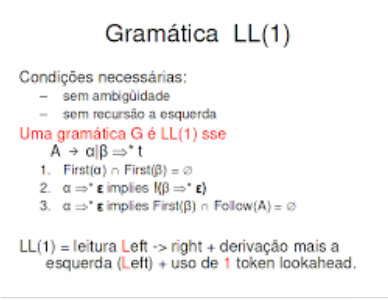 Gramática LL(1)
Condições necessárias:
– sem ambigüidade
– sem recursão a esquerda
Uma gramática G é LL(1) sse
A → α|β ⇒* t
1. First(α) ∩ First(β) = ∅
2. α ⇒* ε implies !(β ⇒* ε)
3. α ⇒* ε implies First(β) ∩ Follow(A) = ∅
LL(1) = leitura Left -> right + derivação mais a
esquerda (Left) + uso de 1 token lookahead.